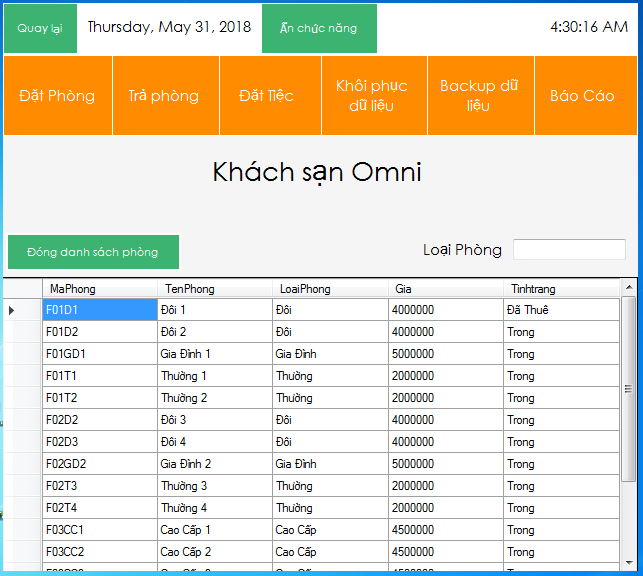 Quay lại Thursday, May 31, 2018 Ẩn chức năng 4:30:16 AM
Đặt Phòng Trả phòng Đặt Tiệc Khôi phục dữ liệu Backup dữ liệu Báo Cáo
Khách sạn Omni
Đóng danh sách phòng Loại Phòng
MaPhong TenPhong LoaiPhong Gia Tinhtrang
F01D1 Đôi 1 Đôi 4000000 Đã Thuê
F01D2 Đôi 2 Đôi 4000000 Trong
F01GD1 Gia Đình 1 Gia Đình 5000000 Trong
F01T1 Thường 1 Thường 2000000 Trong
F01T2 Thường 2 Thường 2000000 Trong
F02D2 Đôi 3 Đôi 4000000 Trong
F02D3 Đôi 4 Đôi 4000000 Trong
F02GD2 Gia Đình 2 Gia Đình 5000000 Trong
F02T3 Thường 3 Thường 2000000 Trong
F02T4 Thường 4 Thường 2000000 Trong
F03CC1 Cao Cấp 1 Cao Cấp 4500000 Trong
F03CC2 Cao Cấp 2 Cao Cấp 4500000 Trong